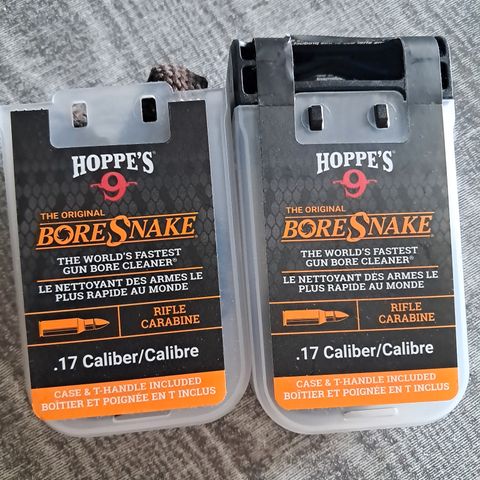 HOPPE'S
9
THE ORIGINAL
BORESNAKE
THE WORLD'S FASTEST
GUN BORE CLEANER®
LE NETTOYANT DES ARMES LE
PLUS RAPIDE AU MONDE
RIFLE
CARABINE
.17 Caliber/Calibre
CASE & T-HANDLE INCLUDED
BOÎTIER ET POIGNÉE EN T INCLUS
HOPPE'S
9
THE ORIGINAL
BORESNAKE
THE WORLD'S FASTEST
GUN BORE CLEANER®
LE NETTOYANT DES ARMES LE
PLUS RAPIDE AU MONDE
RIFLE
CARABINE
.17 Caliber/Calibre
CASE & T-HANDLE INCLUDED
BOÎTIER ET POIGNÉE EN T INCLUS